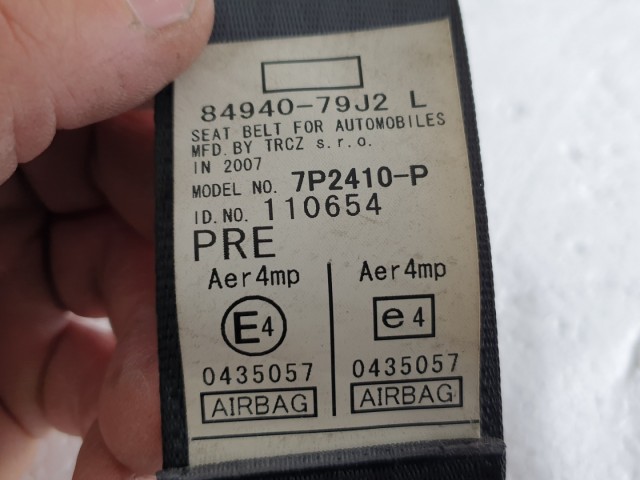 84940-79J2 L
SEAT BELT FOR AUTOMOBILES
MFD. BY TRCZ s.r.o.
IN 2007
MODEL NO. 7P2410-P
ID. NO. 110654
PRE
Aer4mp Aer4mp
E4 e4
0435057 0435057
AIRBAG AIRBAG